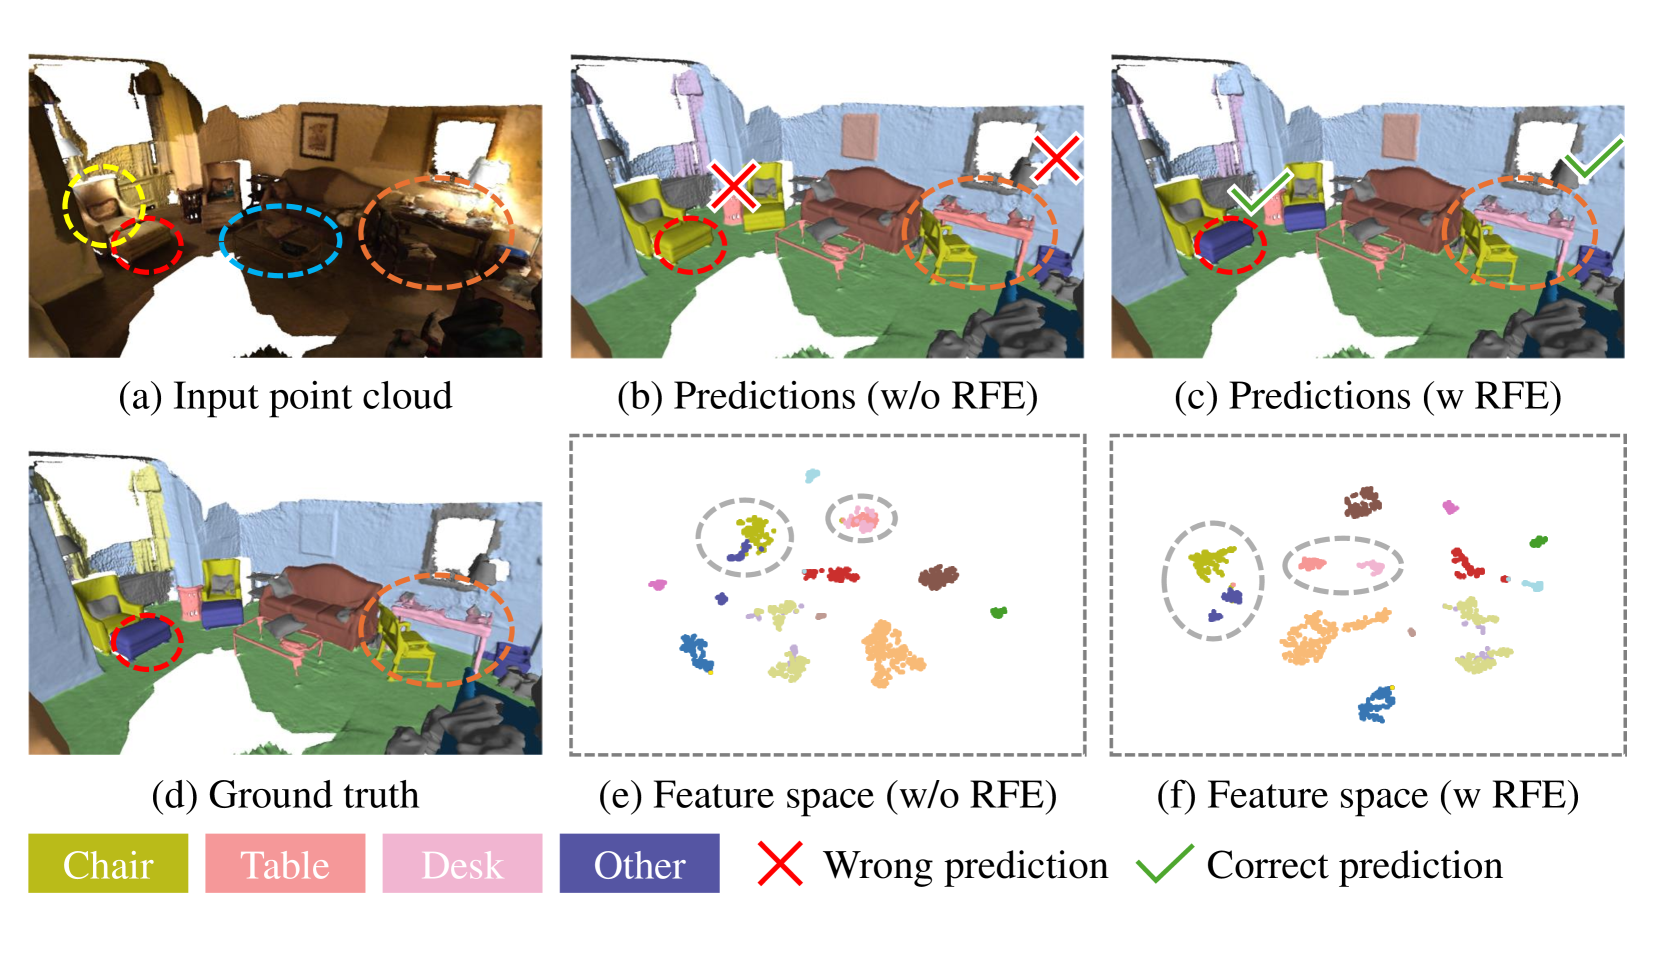 (a) Input point cloud
(b) Predictions (w/o RFE)
(c) Predictions (w RFE)
(d) Ground truth
(e) Feature space (w/o RFE)
(f) Feature space (w RFE)
Chair Table Desk Other Wrong prediction Correct prediction